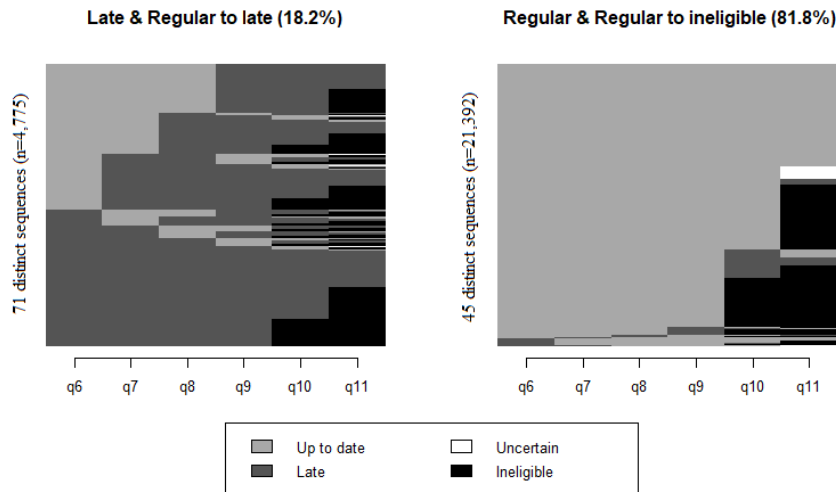 Late & Regular to late (18.2%)
Regular & Regular to ineligible (81.8%)
71 distinct sequences (n=4,775)
45 distinct sequences (n=21,392)
q6 q7 q8 q9 q10 q11
q6 q7 q8 q9 q10 q11
Up to date
Uncertain
Late
Ineligible